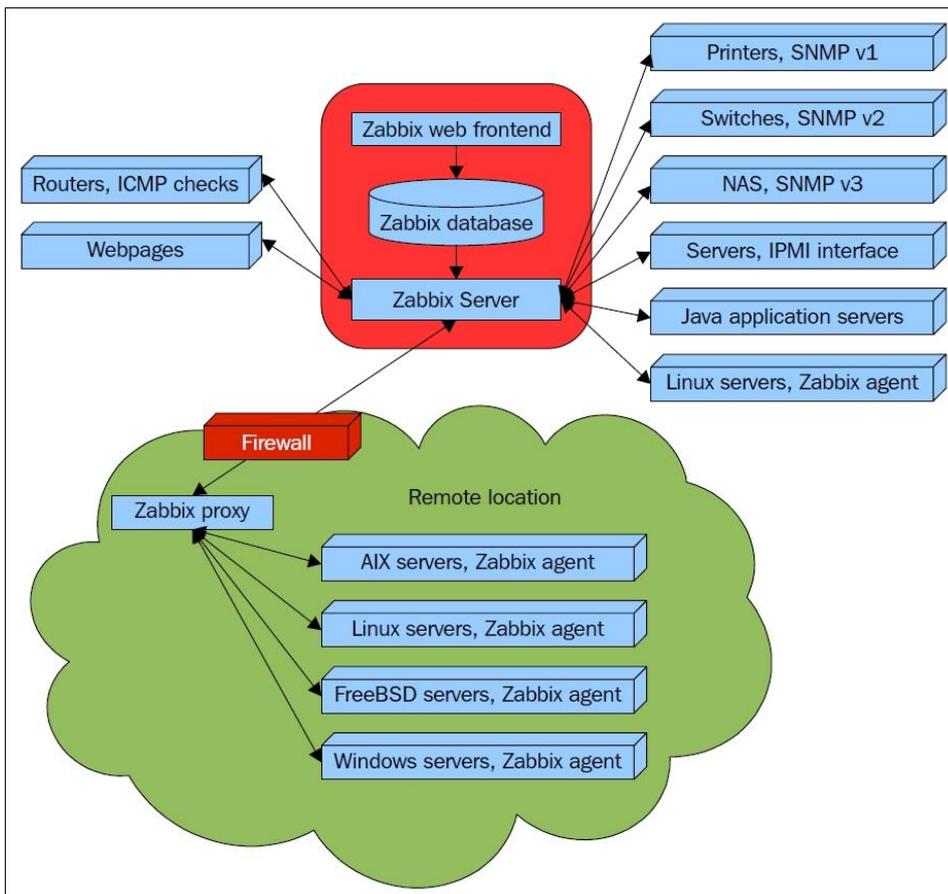 Printers, SNMP v1
Zabbix web frontend
Switches, SNMP v2
Routers, ICMP checks
NAS, SNMP v3
Zabbix database
Webpages
Servers, IPMI interface
Zabbix Server
Java application servers
Linux servers, Zabbix agent
Firewall
Remote location
Zabbix proxy
AIX servers, Zabbix agent
Linux servers, Zabbix agent
FreeBSD servers, Zabbix agent
Windows servers, Zabbix agent